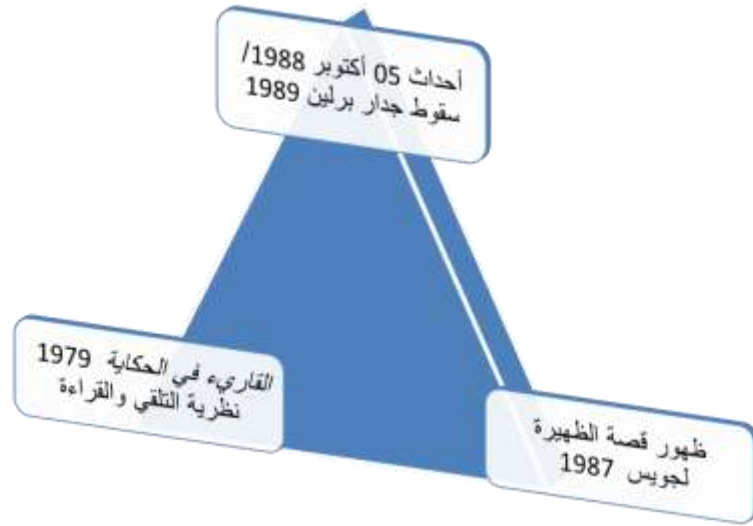 أحداث 05 أكتوبر 1988/
سقوط جدار برلين 1989
القاريء في الحكاية 1979
نظرية التلقي والقراءة
ظهور قصة الظهيرة
لجويس 1987